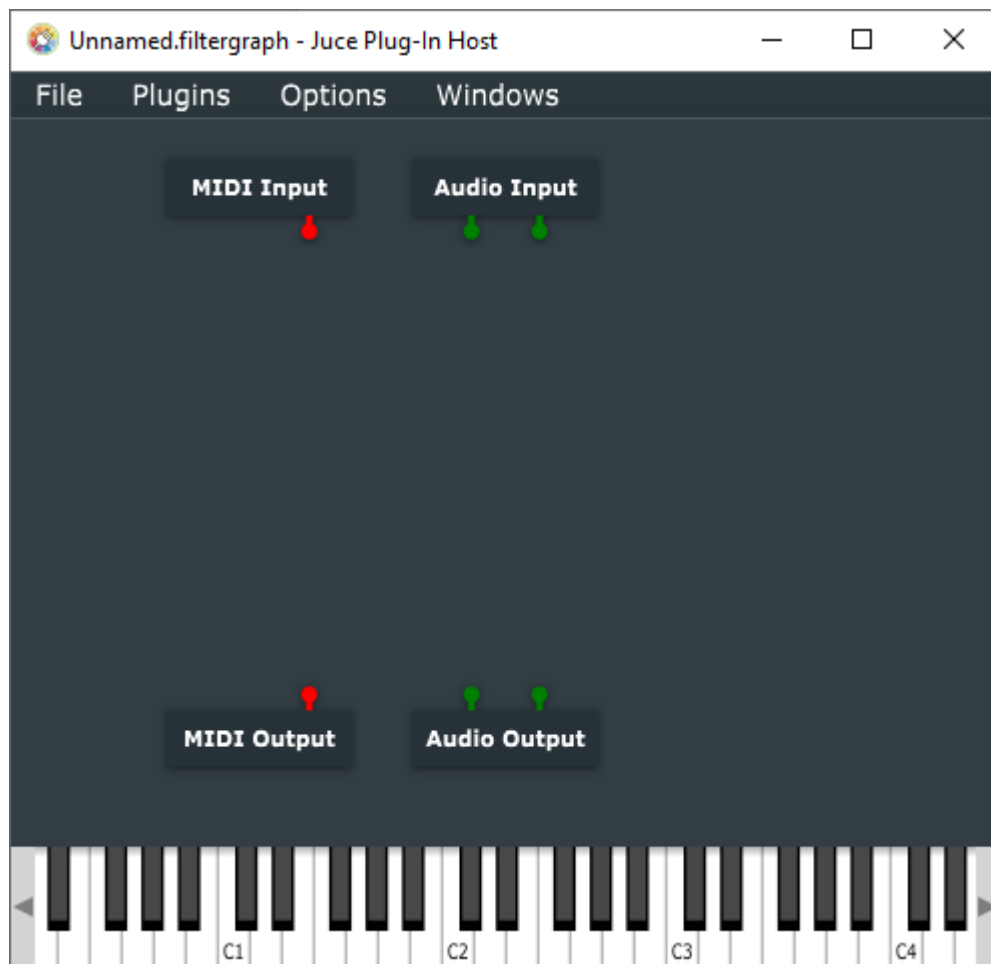 Unnamed.filtergraph - Juce Plug-In Host
File Plugins Options Windows
MIDI Input Audio Input
MIDI Output Audio Output
C1 C2 C3 C4